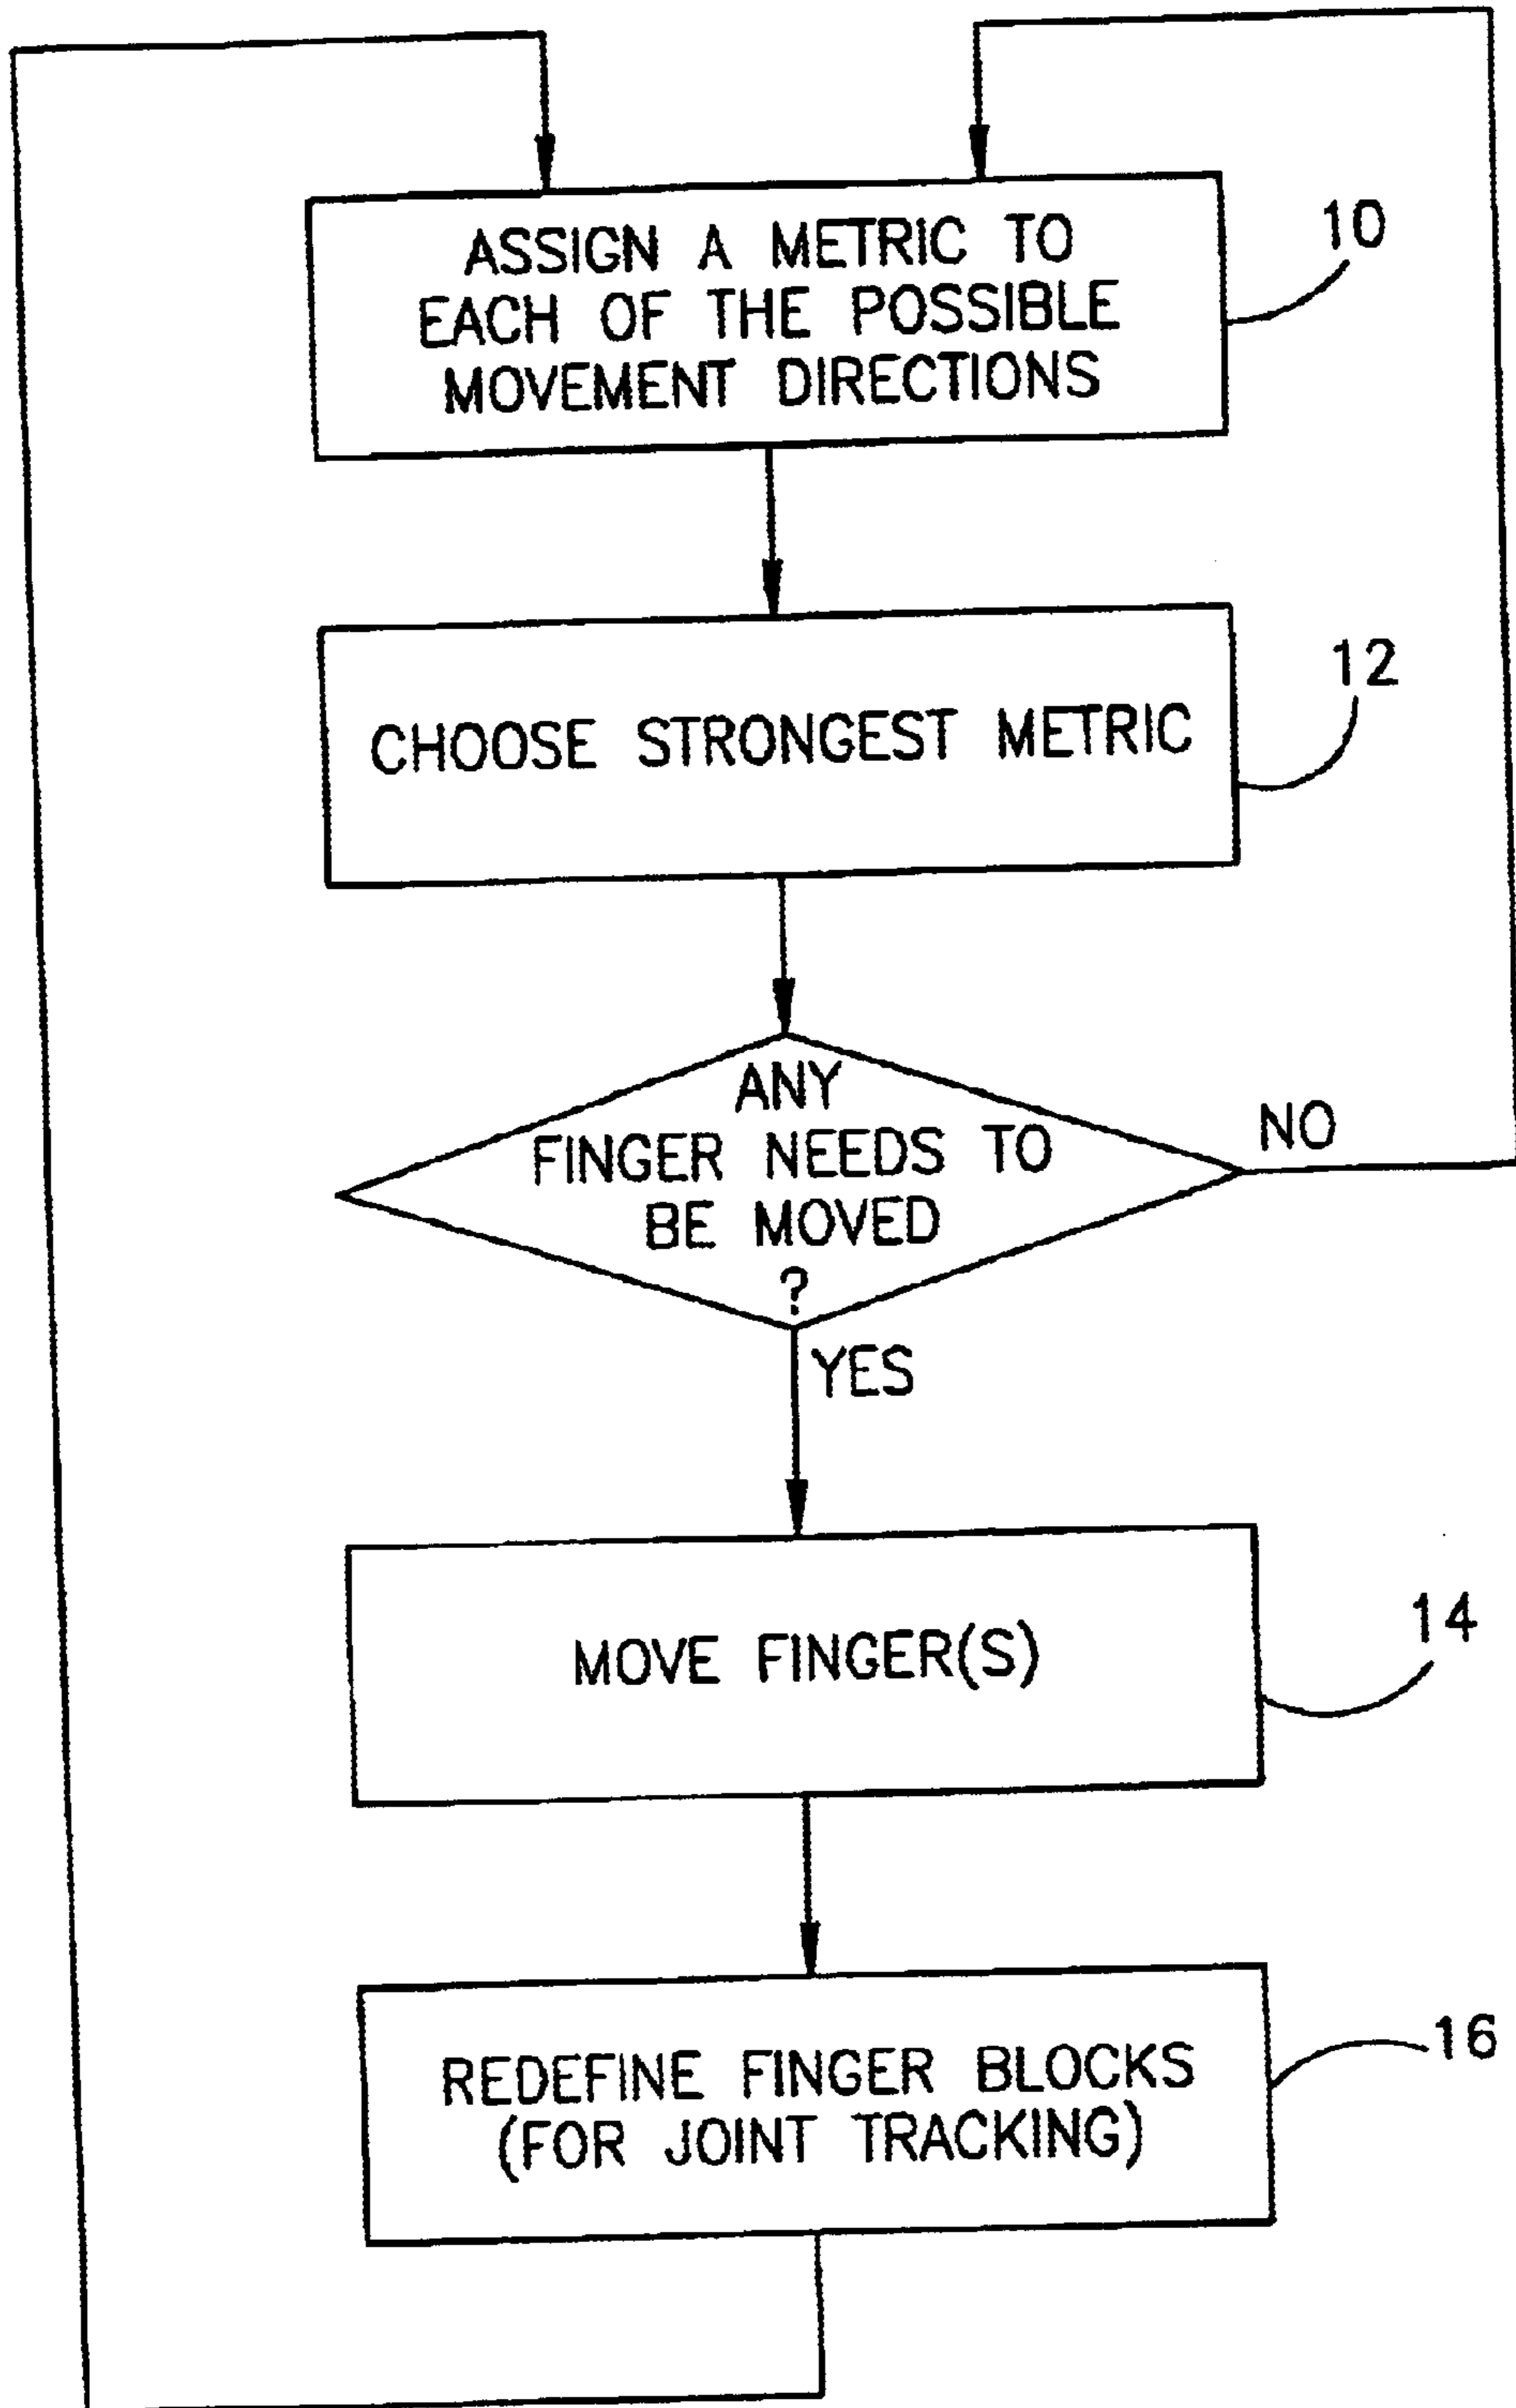 ASSIGN A METRIC TO
EACH OF THE POSSIBLE
MOVEMENT DIRECTIONS
10
CHOOSE STRONGEST METRIC
12
ANY
FINGER NEEDS TO
BE MOVED
?
NO
YES
MOVE FINGER(S)
14
REDEFINE FINGER BLOCKS
(FOR JOINT TRACKING)
16